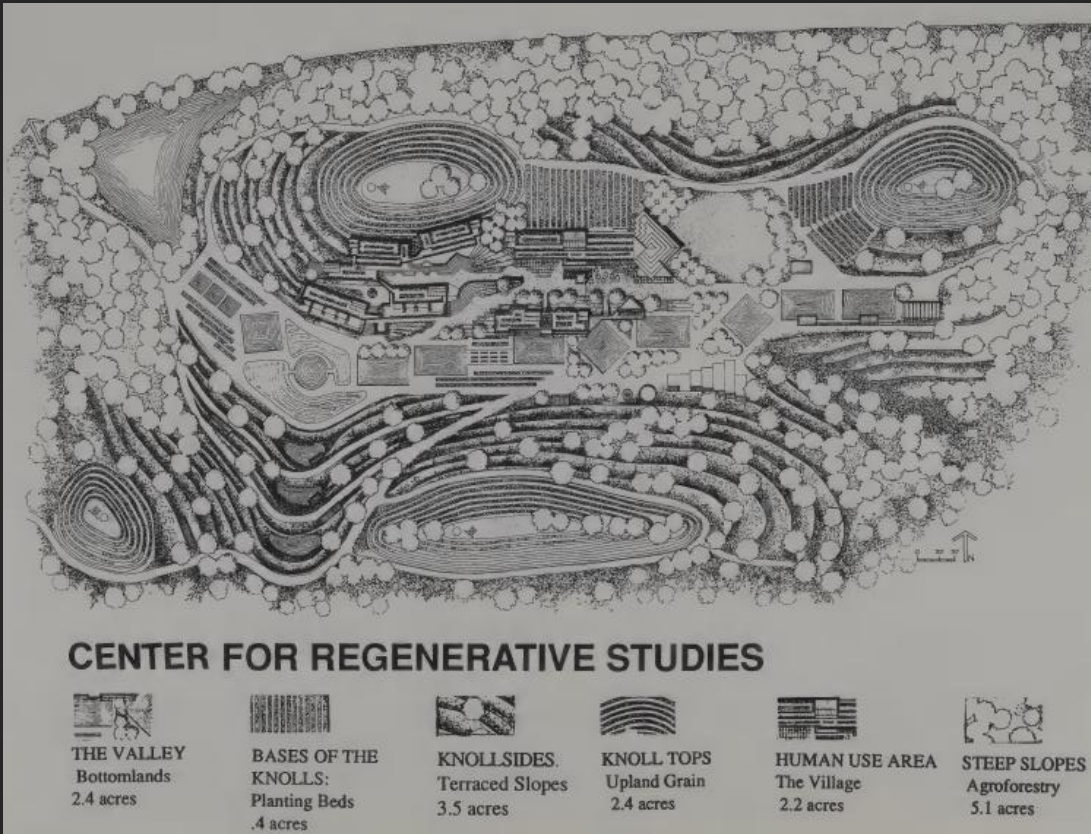 0
N
CENTER FOR REGENERATIVE STUDIES
THE VALLEY
Bottomlands
2.4 acres
BASES OF THE
KNOLLS:
Planting Beds
.4 acres
KNOLLSIDES.
Terraced Slopes
3.5 acres
KNOLL TOPS
Upland Grain
2.4 acres
HUMAN USE AREA
The Village
2.2 acres
STEEP SLOPES
Agroforestry
5.1 acres